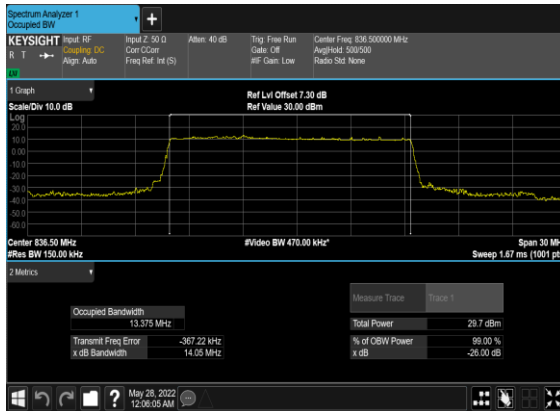 Spectrum Analyzer 1
Occupied BW
KEYSIGHT
R T
Input: RF
Coupling: DC
Align: Auto
Input Z: 50 Ω
Corr CCorr
Freq Ref: Int (S)
Atten: 40 dB
Trig: Free Run
Gate: Off
#IF Gain: Low
Center Freq: 836.500000 MHz
Avg|Hold: 500/500
Radio Std: None
1 Graph
Scale/Div 10.0 dB
Ref Lvl Offset 7.30 dB
Ref Value 30.00 dBm
Log
20.0
10.0
0.00
-10.0
-20.0
-30.0
-40.0
-50.0
-60.0
Center 836.50 MHz
#Res BW 150.00 kHz
#Video BW 470.00 kHz*
Span 30 MH
Sweep 1.67 ms (1001 pts
2 Metrics
Measure Trace
Trace 1
Occupied Bandwidth
13.375 MHz
Total Power
29.7 dBm
Transmit Freq Error
-367.22 kHz
% of OBW Power
99.00 %
x dB Bandwidth
14.05 MHz
x dB
-26.00 dB
?
May 28, 2022
12:06:05 AM